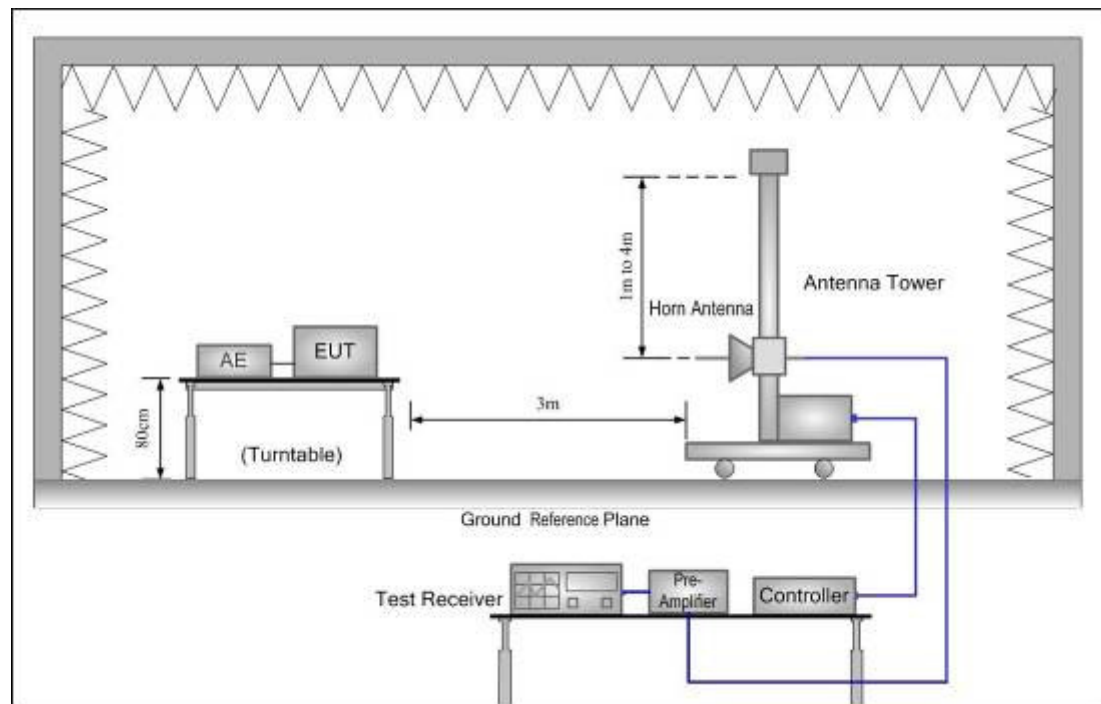 1m to 4m
Antenna Tower
Horn Antenna
AE
EUT
80cm
3m
(Turntable)
Ground Reference Plane
Test Receiver
Pre-
Amplifier
Controller